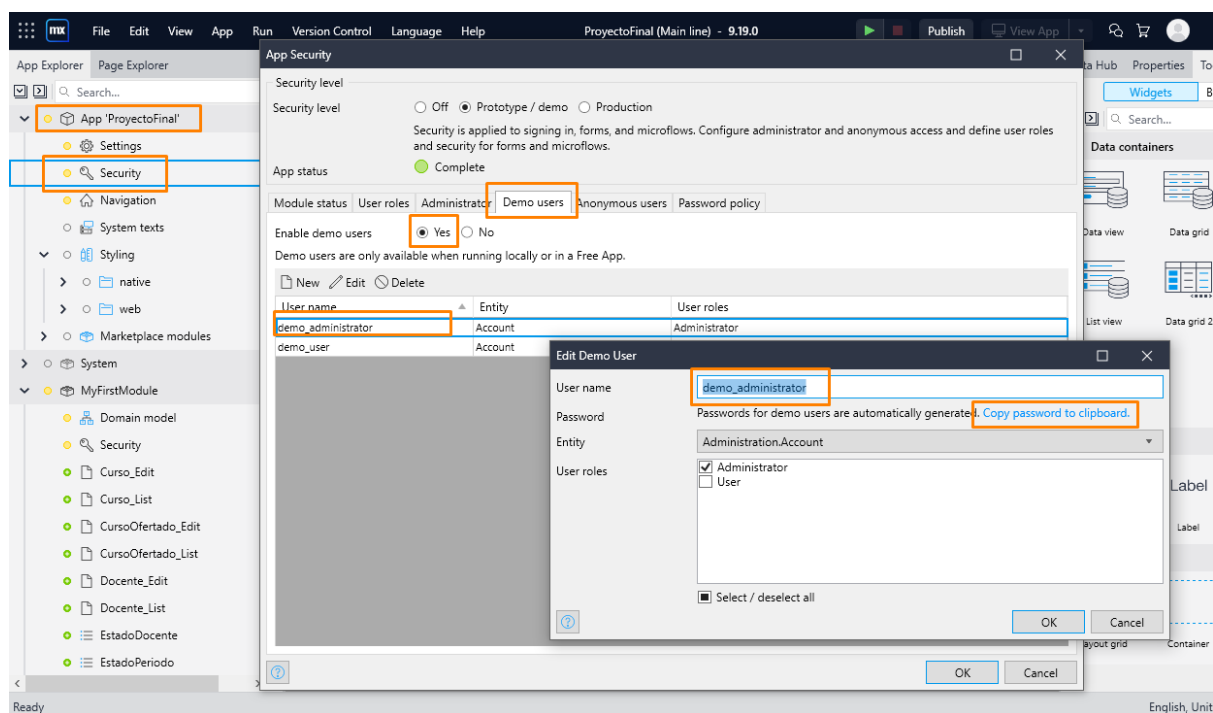 mx File Edit View App Run Version Control Language Help ProyectoFinal (Main line) - 9.19.0 Publish View App
App Explorer Page Explorer
Search...
App 'ProyectoFinal'
Settings
Security
Navigation
System texts
Styling
native
web
Marketplace modules
System
MyFirstModule
Domain model
Security
Curso_Edit
Curso_List
CursoOfertado_Edit
CursoOfertado_List
Docente_Edit
Docente_List
EstadoDocente
EstadoPeriodo
App Security
Security level
Security level Off Prototype / demo Production
Security is applied to signing in, forms, and microflows. Configure administrator and anonymous access and define user roles
and security for forms and microflows.
App status Complete
Module status User roles Administrator Demo users Anonymous users Password policy
Enable demo users Yes No
Demo users are only available when running locally or in a Free App.
New Edit Delete
User name Entity User roles
demo_administrator Account Administrator
demo_user Account
Edit Demo User
User name demo_administrator
Password Passwords for demo users are automatically generated. Copy password to clipboard.
Entity Administration.Account
User roles Administrator
User
Select / deselect all
OK Cancel
OK Cancel
ta Hub Properties To
Widgets B
Search...
Data containers
Data view Data grid
List view Data grid 2
Label
Label
ayout grid Container
Ready English, Unit